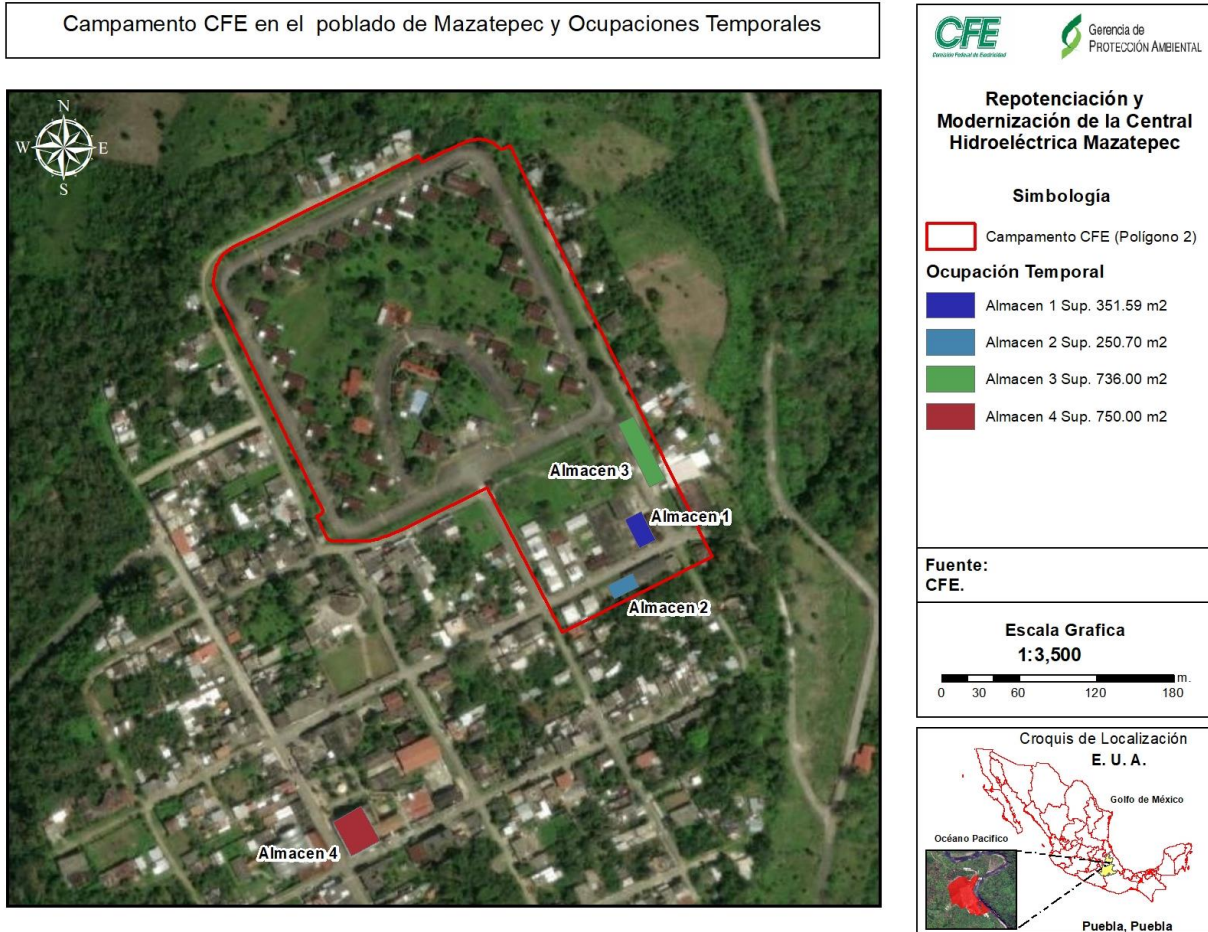 Campamento CFE en el poblado de Mazatepec y Ocupaciones Temporales
N
W
E
S
Almacen 3
Almacen 1
Almacen 2
Almacen 4
CFE
Comisión Federal de Electricidad
Gerencia de
PROTECCIÓN AMBIENTAL
Repotenciación y
Modernización de la Central
Hidroeléctrica Mazatepec
Simbología
Campamento CFE (Polígono 2)
Ocupación Temporal
Almacen 1 Sup. 351.59 m2
Almacen 2 Sup. 250.70 m2
Almacen 3 Sup. 736.00 m2
Almacen 4 Sup. 750.00 m2
Fuente:
CFE.
Escala Grafica
1:3,500
m.
0 30 60 120 180
Croquis de Localización
E. U. A.
Golfo de México
Océano Pacifico
Puebla, Puebla